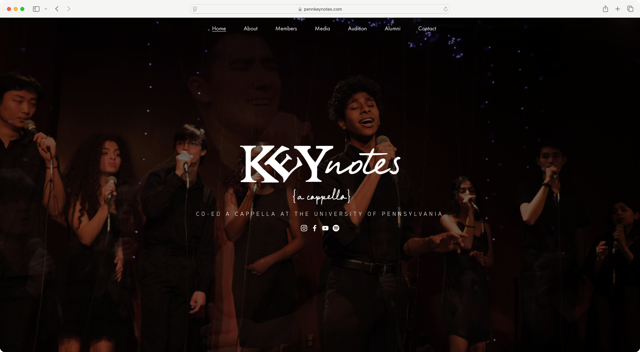 pennkeynotes.com
Home About Members Media Audition Alumni Contact
KEYnotes
{a cappella}
CO-ED A CAPPELLA AT THE UNIVERSITY OF PENNSYLVANIA